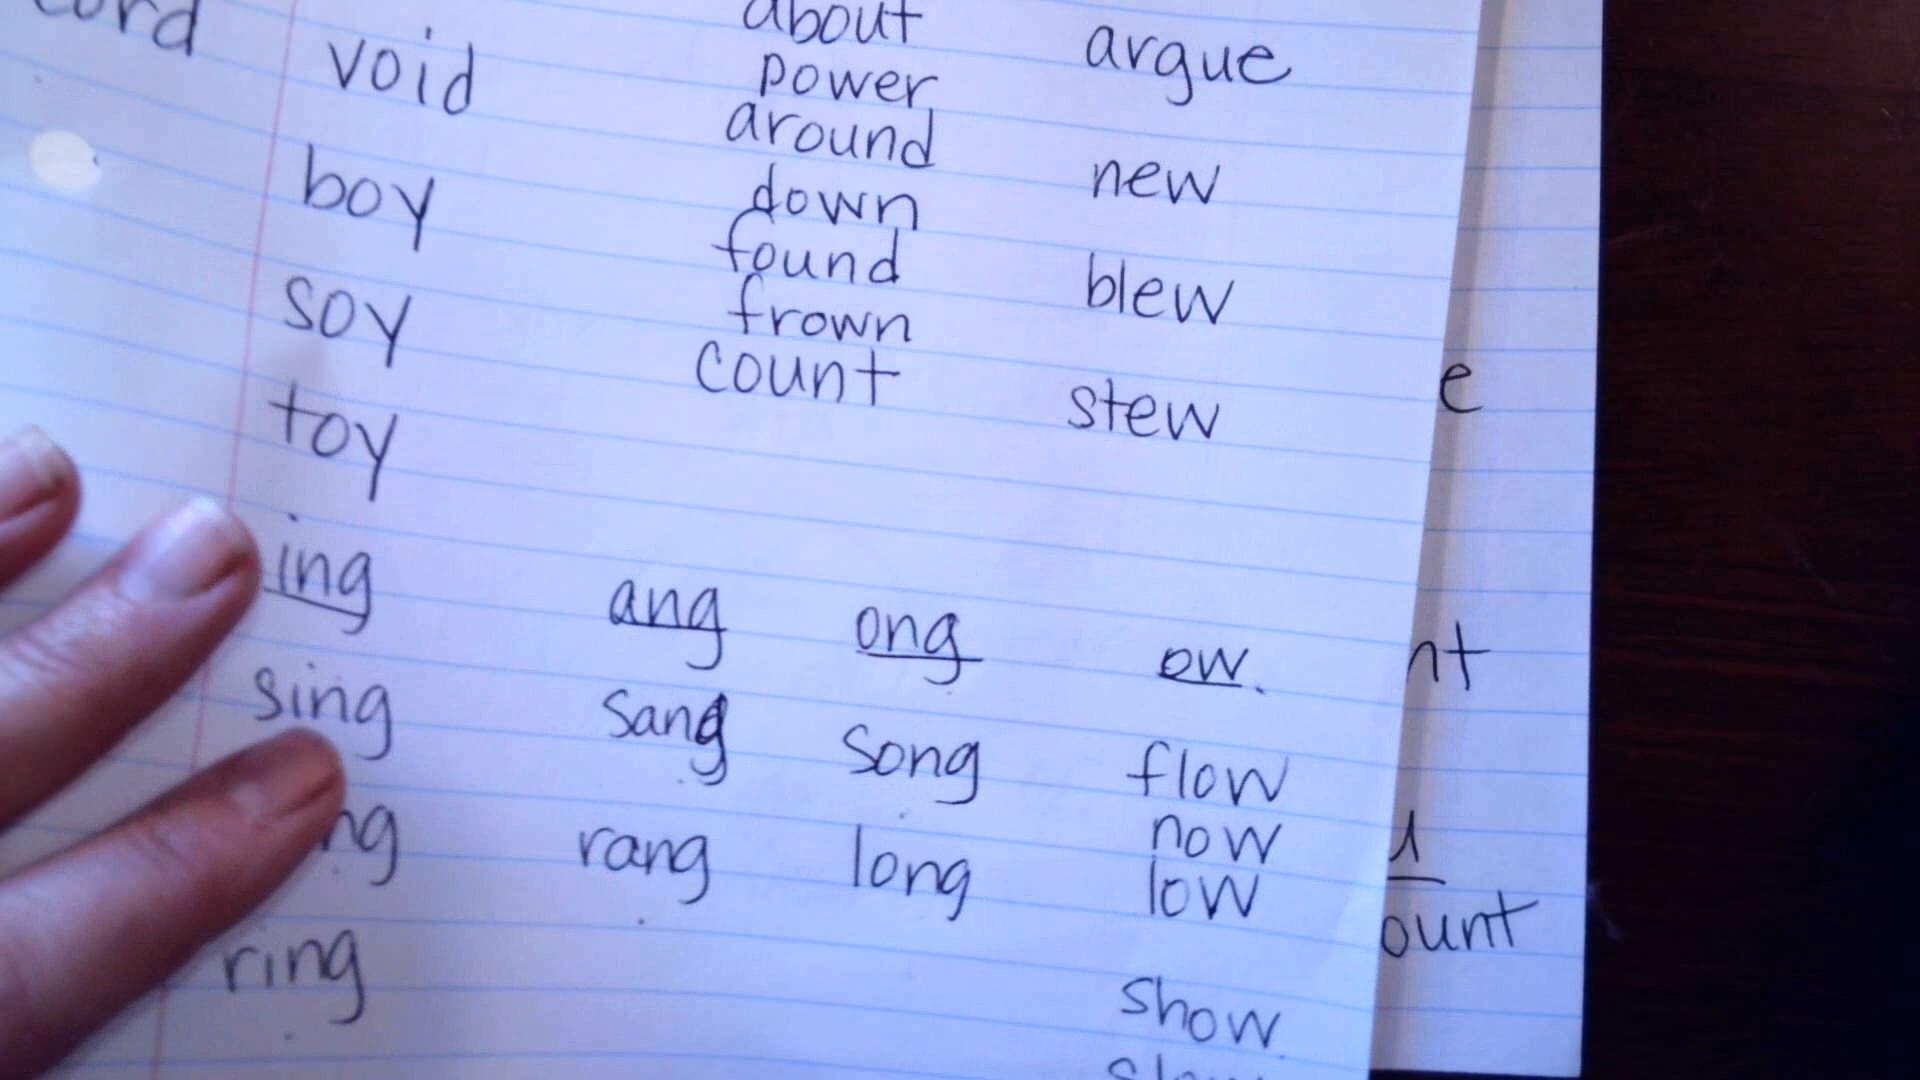 about
void argue
power
around
boy down new
found
soy frown blew
count e
toy stew
ing ang ong ow. nt
sing sang song flow
ng rang long now
low ount
ring show